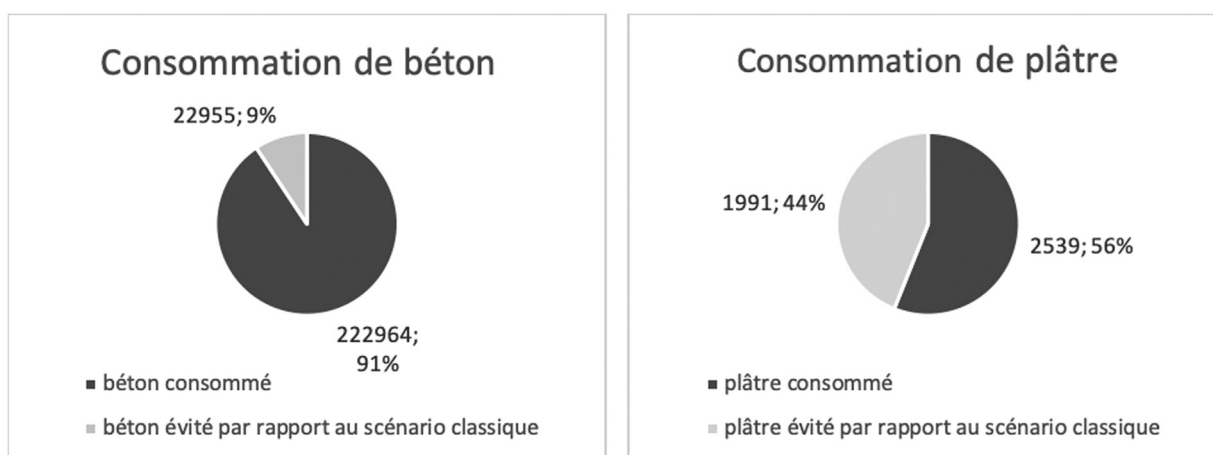 Consommation de béton
22955; 9%
222964;
91%
béton consommé
béton évité par rapport au scénario classique
Consommation de plâtre
1991; 44%
2539; 56%
plâtre consommé
plâtre évité par rapport au scénario classique